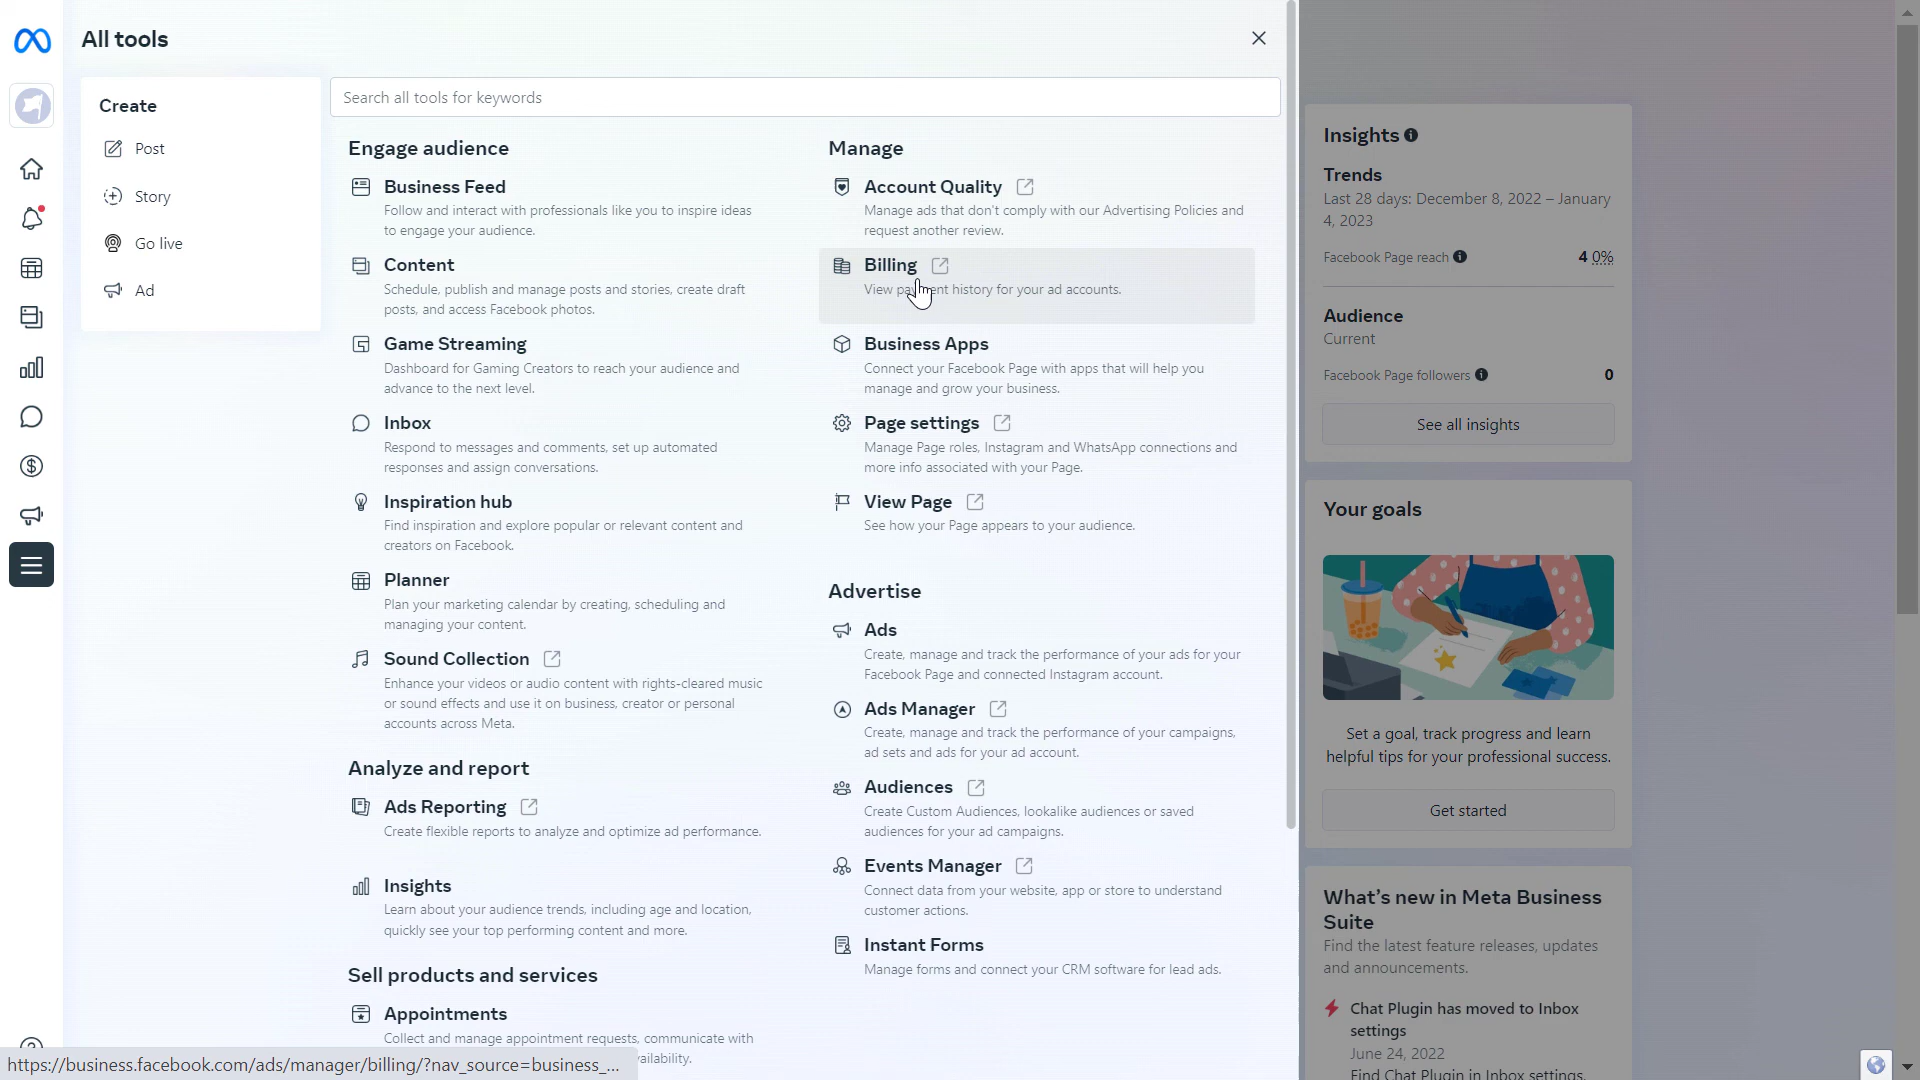 All tools
Create
Post
Story
Go live
Ad
Search all tools for keywords
Engage audience
Business Feed
Follow and interact with professionals like you to inspire ideas
to engage your audience.
Content
Schedule, publish and manage posts and stories, create draft
posts, and access Facebook photos.
Game Streaming
Dashboard for Gaming Creators to reach your audience and
advance to the next level.
Inbox
Respond to messages and comments, set up automated
responses and assign conversations.
Inspiration hub
Find inspiration and explore popular or relevant content and
creators on Facebook.
Planner
Plan your marketing calendar by creating, scheduling and
managing your content.
Sound Collection
Enhance your videos or audio content with rights-cleared music
or sound effects and use it on business, creator or personal
accounts across Meta.
Analyze and report
Ads Reporting
Create flexible reports to analyze and optimize ad performance.
Insights
Learn about your audience trends, including age and location,
quickly see your top performing content and more.
Sell products and services
Appointments
Collect and manage appointment requests, communicate with
Manage
Account Quality
Manage ads that don't comply with our Advertising Policies and
request another review.
Billing
View payment history for your ad accounts.
Business Apps
Connect your Facebook Page with apps that will help you
manage and grow your business.
Page settings
Manage Page roles, Instagram and WhatsApp connections and
more info associated with your Page.
View Page
See how your Page appears to your audience.
Advertise
Ads
Create, manage and track the performance of your ads for your
Facebook Page and connected Instagram account.
Ads Manager
Create, manage and track the performance of your campaigns,
ad sets and ads for your ad account.
Audiences
Create Custom Audiences, lookalike audiences or saved
audiences for your ad campaigns.
Events Manager
Connect data from your website, app or store to understand
customer actions.
Instant Forms
Manage forms and connect your CRM software for lead ads.
Insights
Trends
Last 28 days: December 8, 2022 – January
4, 2023
Facebook Page reach 4 0%
Audience
Current
Facebook Page followers 0
See all insights
Your goals
Set a goal, track progress and learn
helpful tips for your professional success.
Get started
What's new in Meta Business
Suite
Find the latest feature releases, updates
and announcements.
Chat Plugin has moved to Inbox
settings
June 24, 2022
Find Chat Plugin in Inbox settings.
https://business.facebook.com/ads/manager/billing/?nav_source=business_...